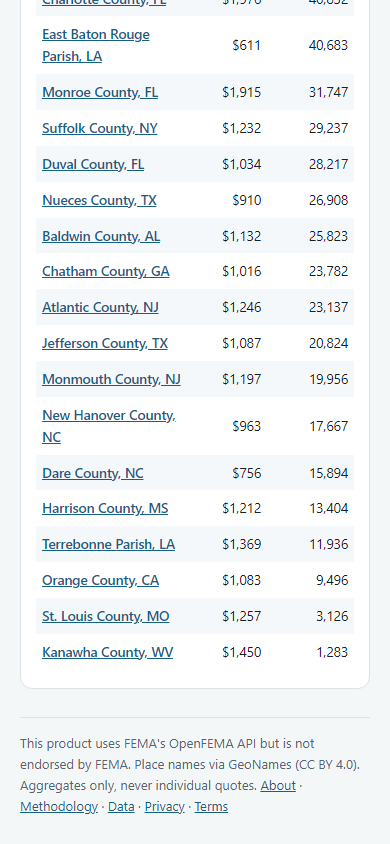 Charlotte County, FL $1,976 40,832
East Baton Rouge
Parish, LA $611 40,683
Monroe County, FL $1,915 31,747
Suffolk County, NY $1,232 29,237
Duval County, FL $1,034 28,217
Nueces County, TX $910 26,908
Baldwin County, AL $1,132 25,823
Chatham County, GA $1,016 23,782
Atlantic County, NJ $1,246 23,137
Jefferson County, TX $1,087 20,824
Monmouth County, NJ $1,197 19,956
New Hanover County,
NC $963 17,667
Dare County, NC $756 15,894
Harrison County, MS $1,212 13,404
Terrebonne Parish, LA $1,369 11,936
Orange County, CA $1,083 9,496
St. Louis County, MO $1,257 3,126
Kanawha County, WV $1,450 1,283
This product uses FEMA's OpenFEMA API but is not
endorsed by FEMA. Place names via GeoNames (CC BY 4.0).
Aggregates only, never individual quotes. About ·
Methodology · Data · Privacy · Terms